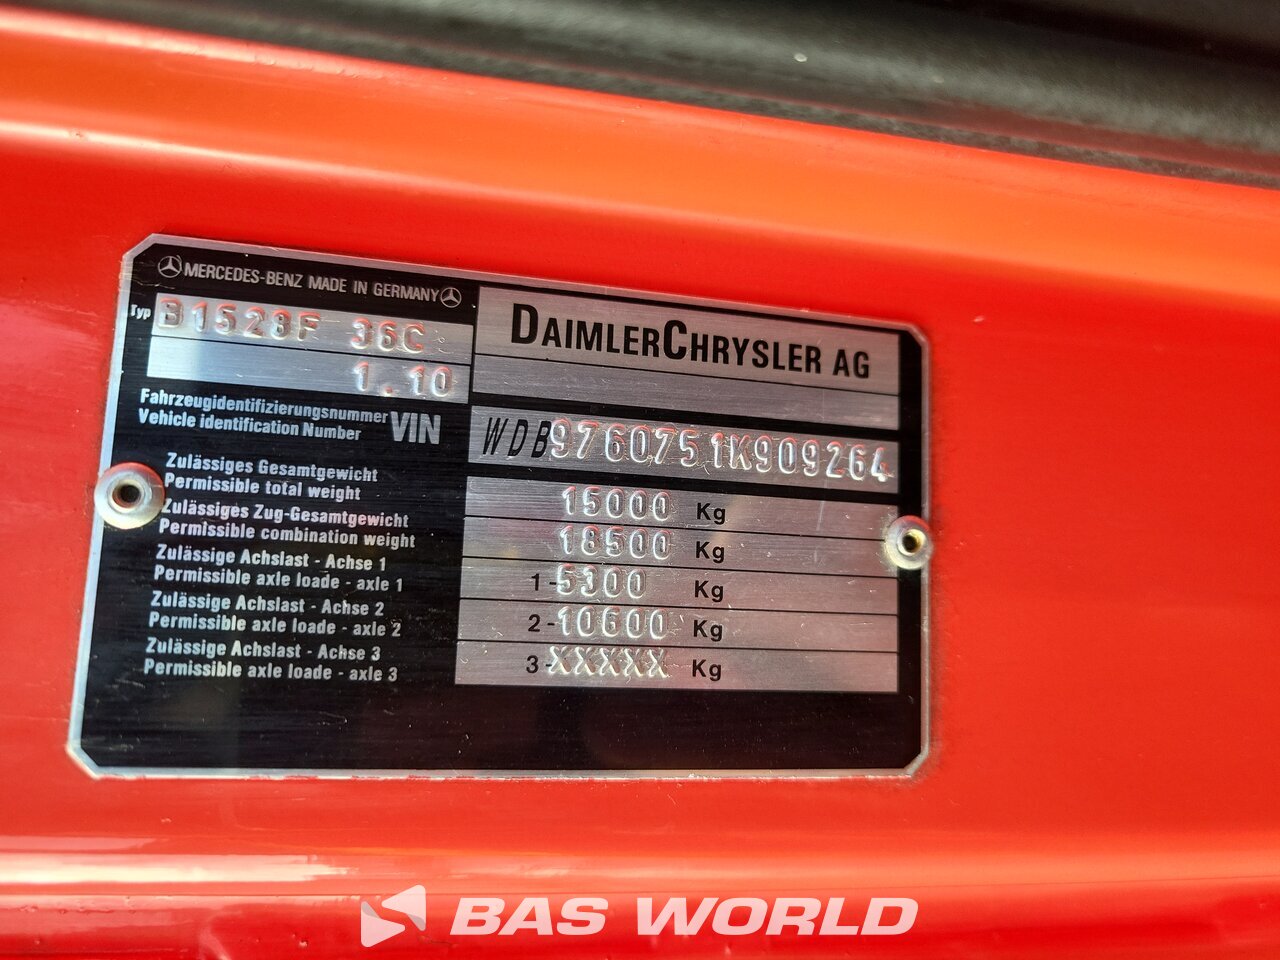 MERCEDES-BENZ MADE IN GERMANY
Typ B1528F 36C
1.10
DAIMLERCHRYSLER AG
Fahrzeugidentifizierungsnummer
Vehicle identification Number
VIN
WDB9760751K909264
Zulässiges Gesamtgewicht
Permissible total weight
15000 Kg
Zulässiges Zug-Gesamtgewicht
Permissible combination weight
18500 Kg
Zulässige Achslast - Achse 1
Permissible axle loade - axle 1
1-5300 Kg
Zulässige Achslast - Achse 2
Permissible axle loade - axle 2
2-10600 Kg
Zulässige Achslast - Achse 3
Permissible axle loade - axle 3
3-XXXXX Kg
BAS WORLD